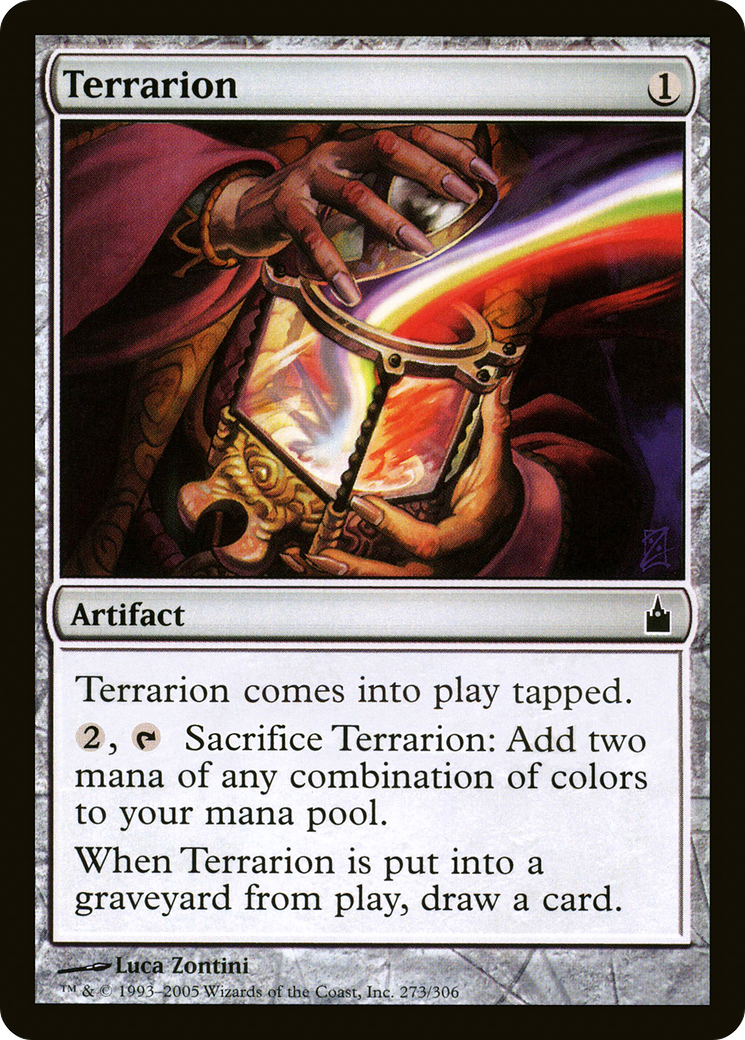 Terrarion
1
Artifact
Terrarion comes into play tapped.
2, Sacrifice Terrarion: Add two
mana of any combination of colors
to your mana pool.
When Terrarion is put into a
graveyard from play, draw a card.
Luca Zontini
™ & © 1993–2005 Wizards of the Coast, Inc. 273/306